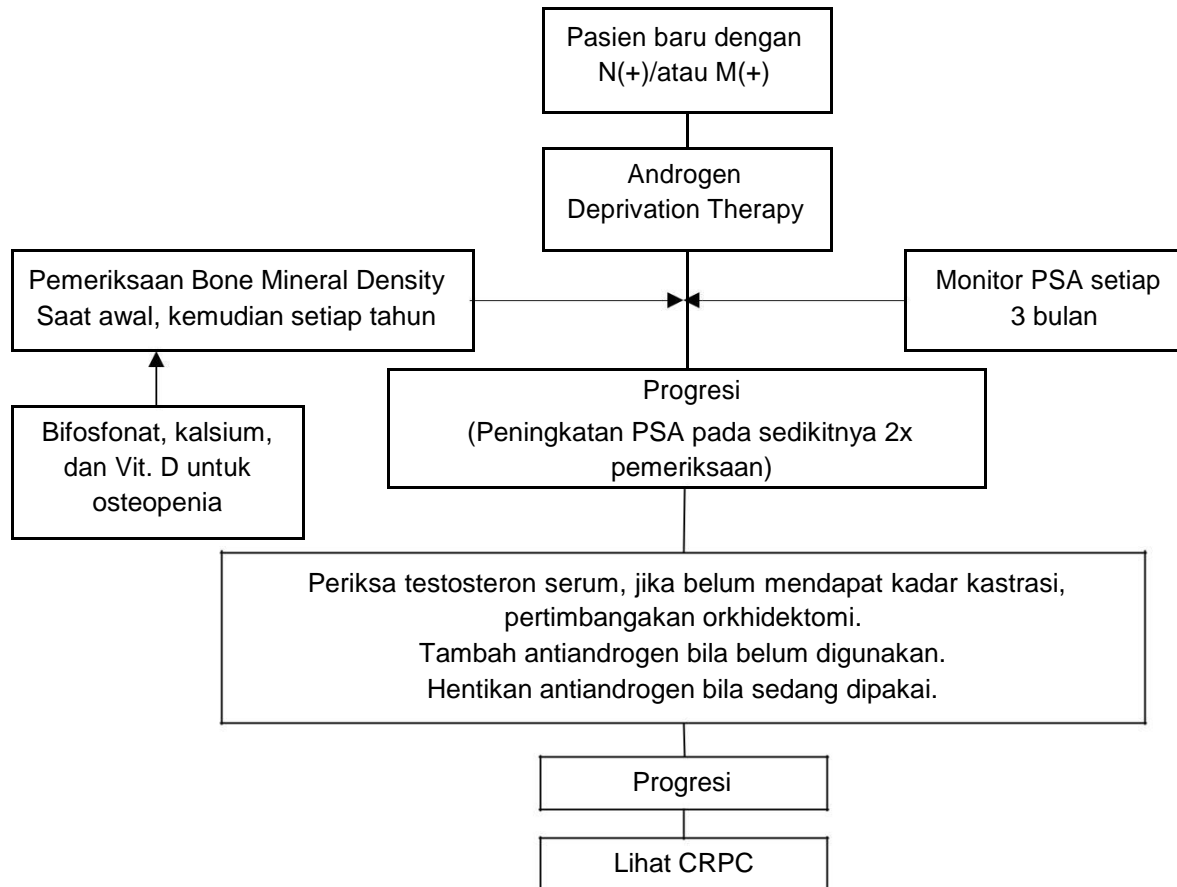 Pasien baru dengan
N(+)/atau M(+)
Androgen
Deprivation Therapy
Pemeriksaan Bone Mineral Density
Saat awal, kemudian setiap tahun
Monitor PSA setiap
3 bulan
Bifosfonat, kalsium,
dan Vit. D untuk
osteopenia
Progresi
(Peningkatan PSA pada sedikitnya 2x
pemeriksaan)
Periksa testosteron serum, jika belum mendapat kadar kastrasi,
pertimbangakan orkhidektomi.
Tambah antiandrogen bila belum digunakan.
Hentikan antiandrogen bila sedang dipakai.
Progresi
Lihat CRPC